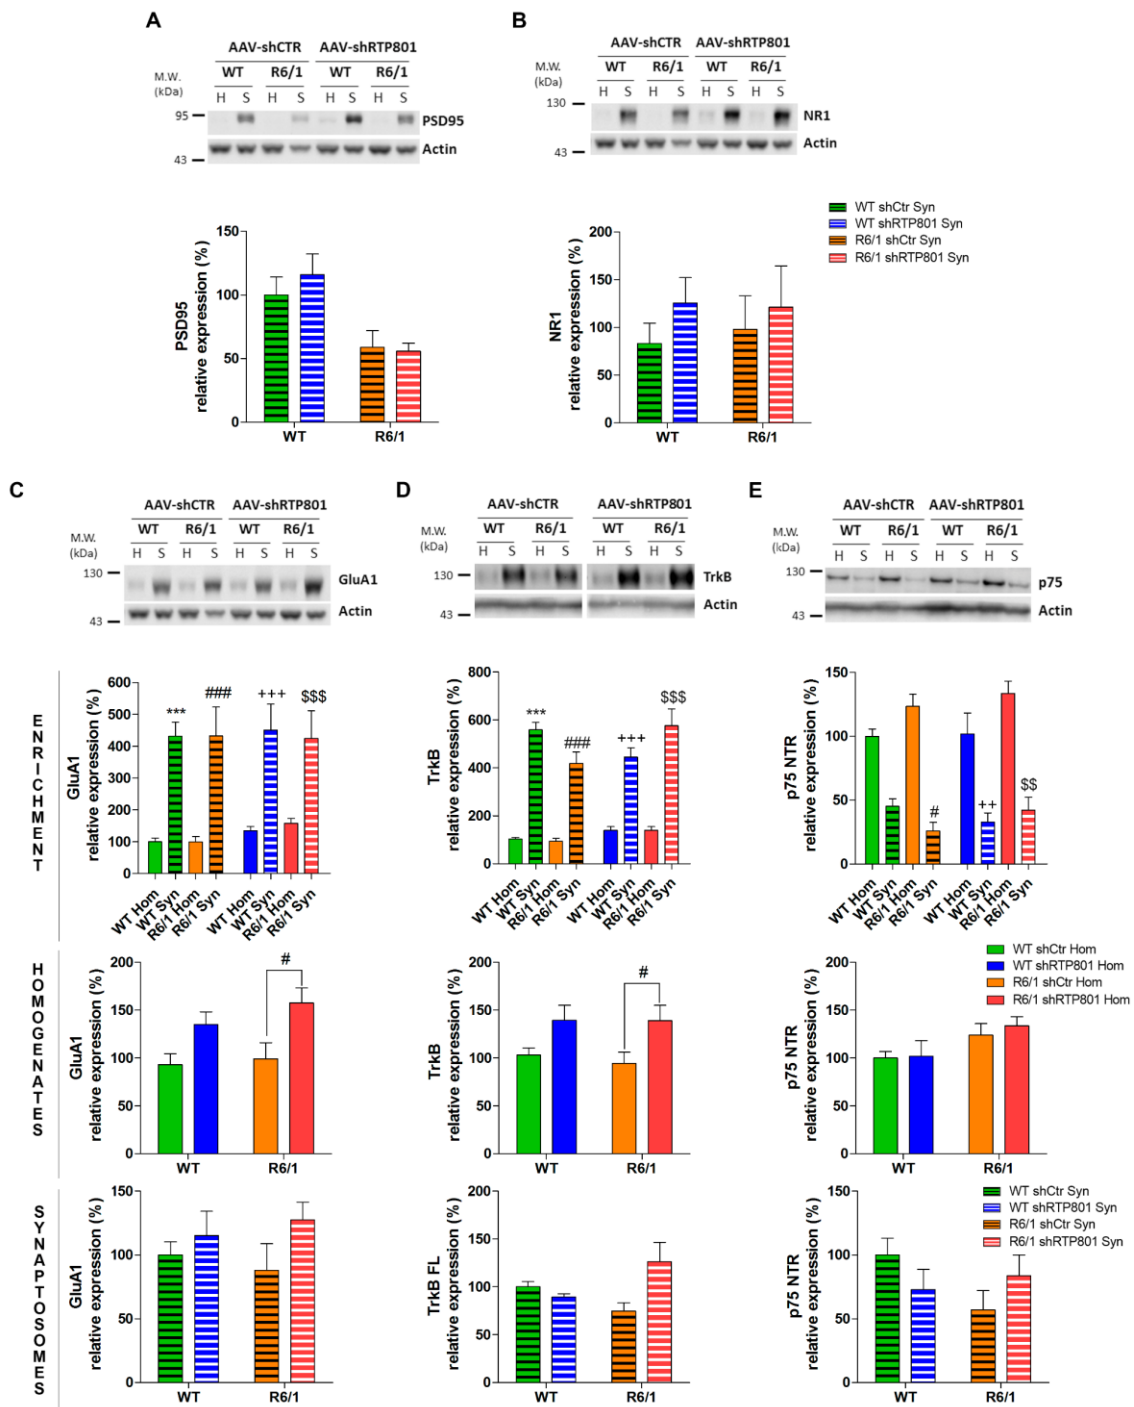 A
AAV-shCTR AAV-shRTP801
M.W. (kDa)
WT R6/1 WT R6/1
H S H S H S H S
95
PSD95
Actin
43
B
AAV-shCTR AAV-shRTP801
M.W. (kDa)
WT R6/1 WT R6/1
H S H S H S H S
130
NR1
Actin
43
WT shCtr Syn
WT shRTP801 Syn
R6/1 shCtr Syn
R6/1 shRTP801 Syn
PSD95
relative expression (%)
150
100
50
0
WT R6/1
NR1
relative expression (%)
200
150
100
50
0
WT R6/1
C
AAV-shCTR AAV-shRTP801
M.W. (kDa)
WT R6/1 WT R6/1
H S H S H S H S
130
GluA1
Actin
43
D
AAV-shCTR AAV-shRTP801
M.W. (kDa)
WT R6/1 WT R6/1
H S H S H S H S
130
TrkB
Actin
43
E
AAV-shCTR AAV-shRTP801
M.W. (kDa)
WT R6/1 WT R6/1
H S H S H S H S
130
p75
Actin
43
ENRICHMENT
GluA1
relative expression (%)
600
500
400
300
200
100
0
*** ### +++ $$$
WT Hom WT Syn R6/1 Hom R6/1 Syn WT Hom WT Syn R6/1 Hom R6/1 Syn
TrkB
relative expression (%)
800
600
400
200
0
*** ### +++ $$$
WT Hom WT Syn R6/1 Hom R6/1 Syn WT Hom WT Syn R6/1 Hom R6/1 Syn
p75 NTR
relative expression (%)
150
100
50
0
# ++ $$
WT Hom WT Syn R6/1 Hom R6/1 Syn WT Hom WT Syn R6/1 Hom R6/1 Syn
HOMOGENATES
GluA1
relative expression (%)
200
150
100
50
0
#
WT R6/1
TrkB
relative expression (%)
200
150
100
50
0
#
WT R6/1
p75 NTR
relative expression (%)
200
150
100
50
0
WT R6/1
WT shCtr Hom
WT shRTP801 Hom
R6/1 shCtr Hom
R6/1 shRTP801 Hom
SYNAPTOSOMES
GluA1
relative expression (%)
150
100
50
0
WT R6/1
TrkB FL
relative expression (%)
200
150
100
50
0
WT R6/1
p75 NTR
relative expression (%)
150
100
50
0
WT R6/1
WT shCtr Syn
WT shRTP801 Syn
R6/1 shCtr Syn
R6/1 shRTP801 Syn